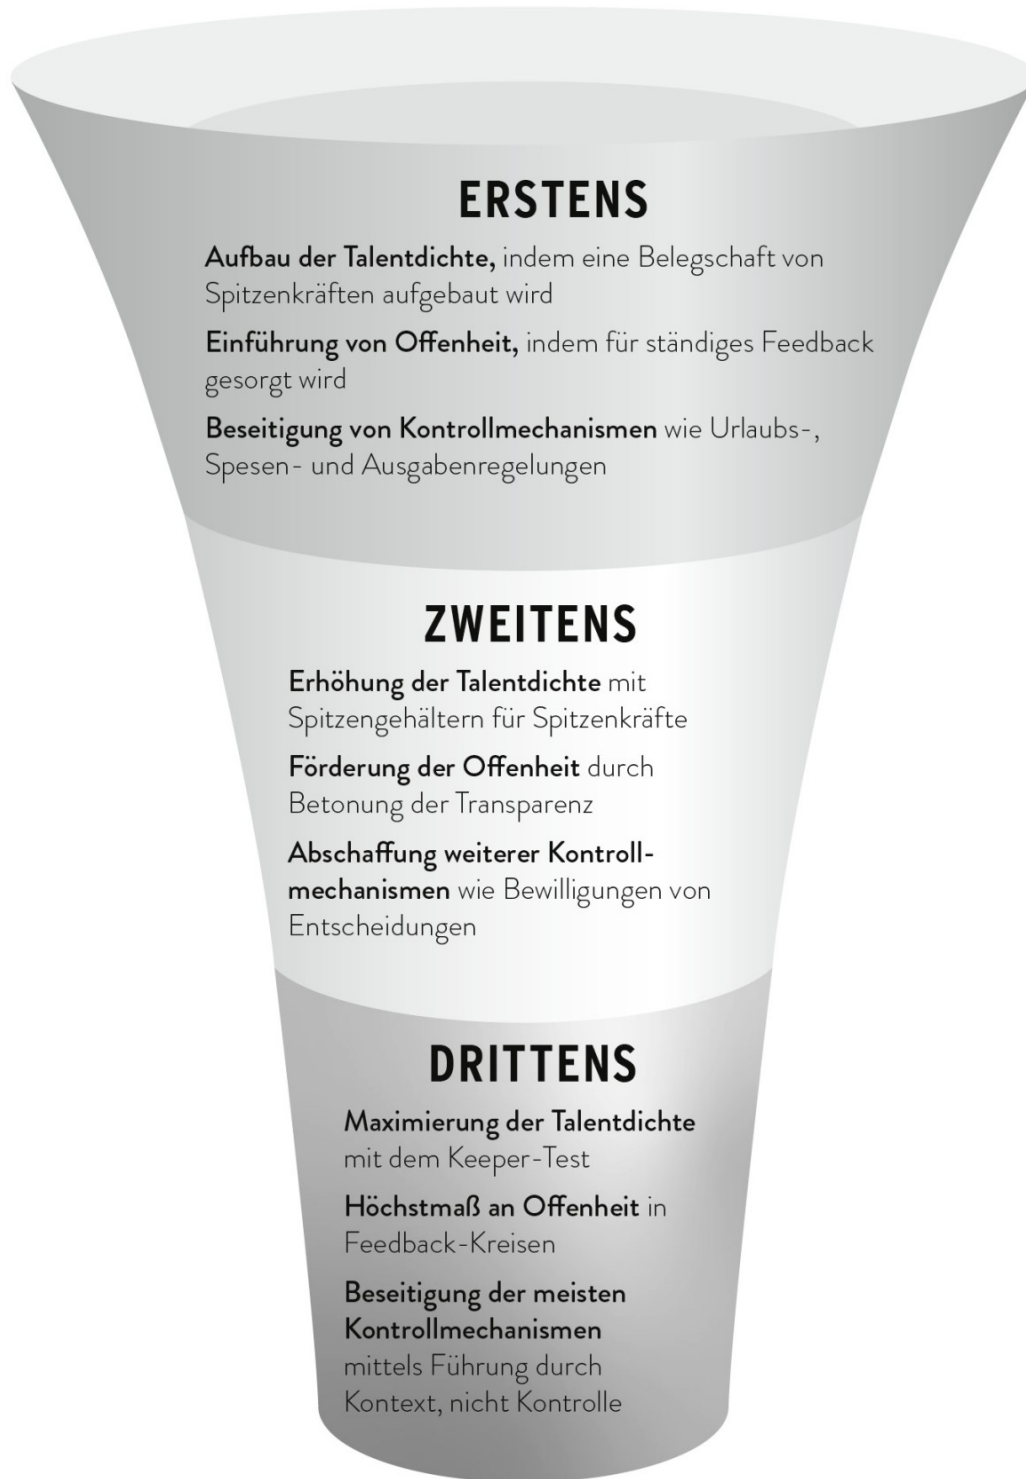 ERSTENS
Aufbau der Talentdichte, indem eine Belegschaft von
Spitzenkräften aufgebaut wird
Einführung von Offenheit, indem für ständiges Feedback
gesorgt wird
Beseitigung von Kontrollmechanismen wie Urlaubs-,
Spesen- und Ausgabenregelungen
ZWEITENS
Erhöhung der Talentdichte mit
Spitzengehältern für Spitzenkräfte
Förderung der Offenheit durch
Betonung der Transparenz
Abschaffung weiterer Kontroll-
mechanismen wie Bewilligungen von
Entscheidungen
DRITTENS
Maximierung der Talentdichte
mit dem Keeper-Test
Höchstmaß an Offenheit in
Feedback-Kreisen
Beseitigung der meisten
Kontrollmechanismen
mittels Führung durch
Kontext, nicht Kontrolle